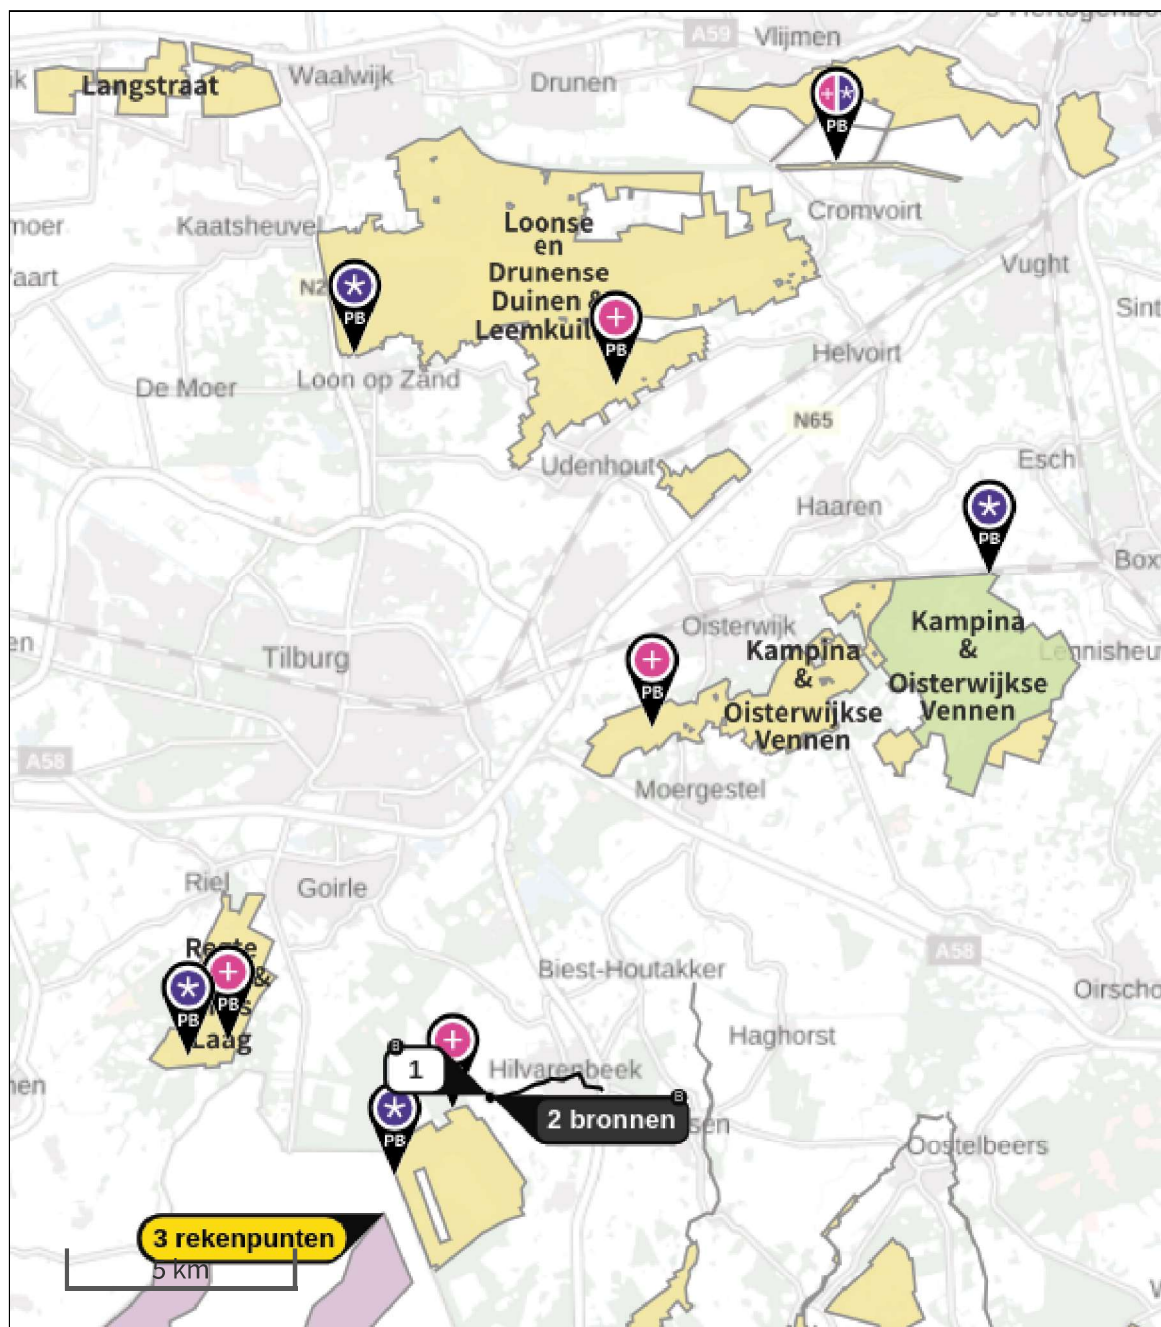 A59
Vlijmen
Langstraat
Waalwijk
Drunen
PB
Kaatsheuvel
Loonse
en
Drunense
Duinen &
Cromvoirt
Vught
N2
PB
PB
Helvoirt
De Moer
Loon op Zand
N65
Udenhout
Esch
Haaren
PB
Oisterwijk
Tilburg
Kampina
&
Oisterwijkse
Vennen
Kampina
&
Oisterwijkse
Vennen
PB
A58
Moergestel
Riel
Goirle
A58
Biest-Houtakker
PB
PB
Laag
Haghorst
B
1
Hilvarenbeek
B
2 bronnen
PB
Oostelbeers
3 rekenpunten
5 km